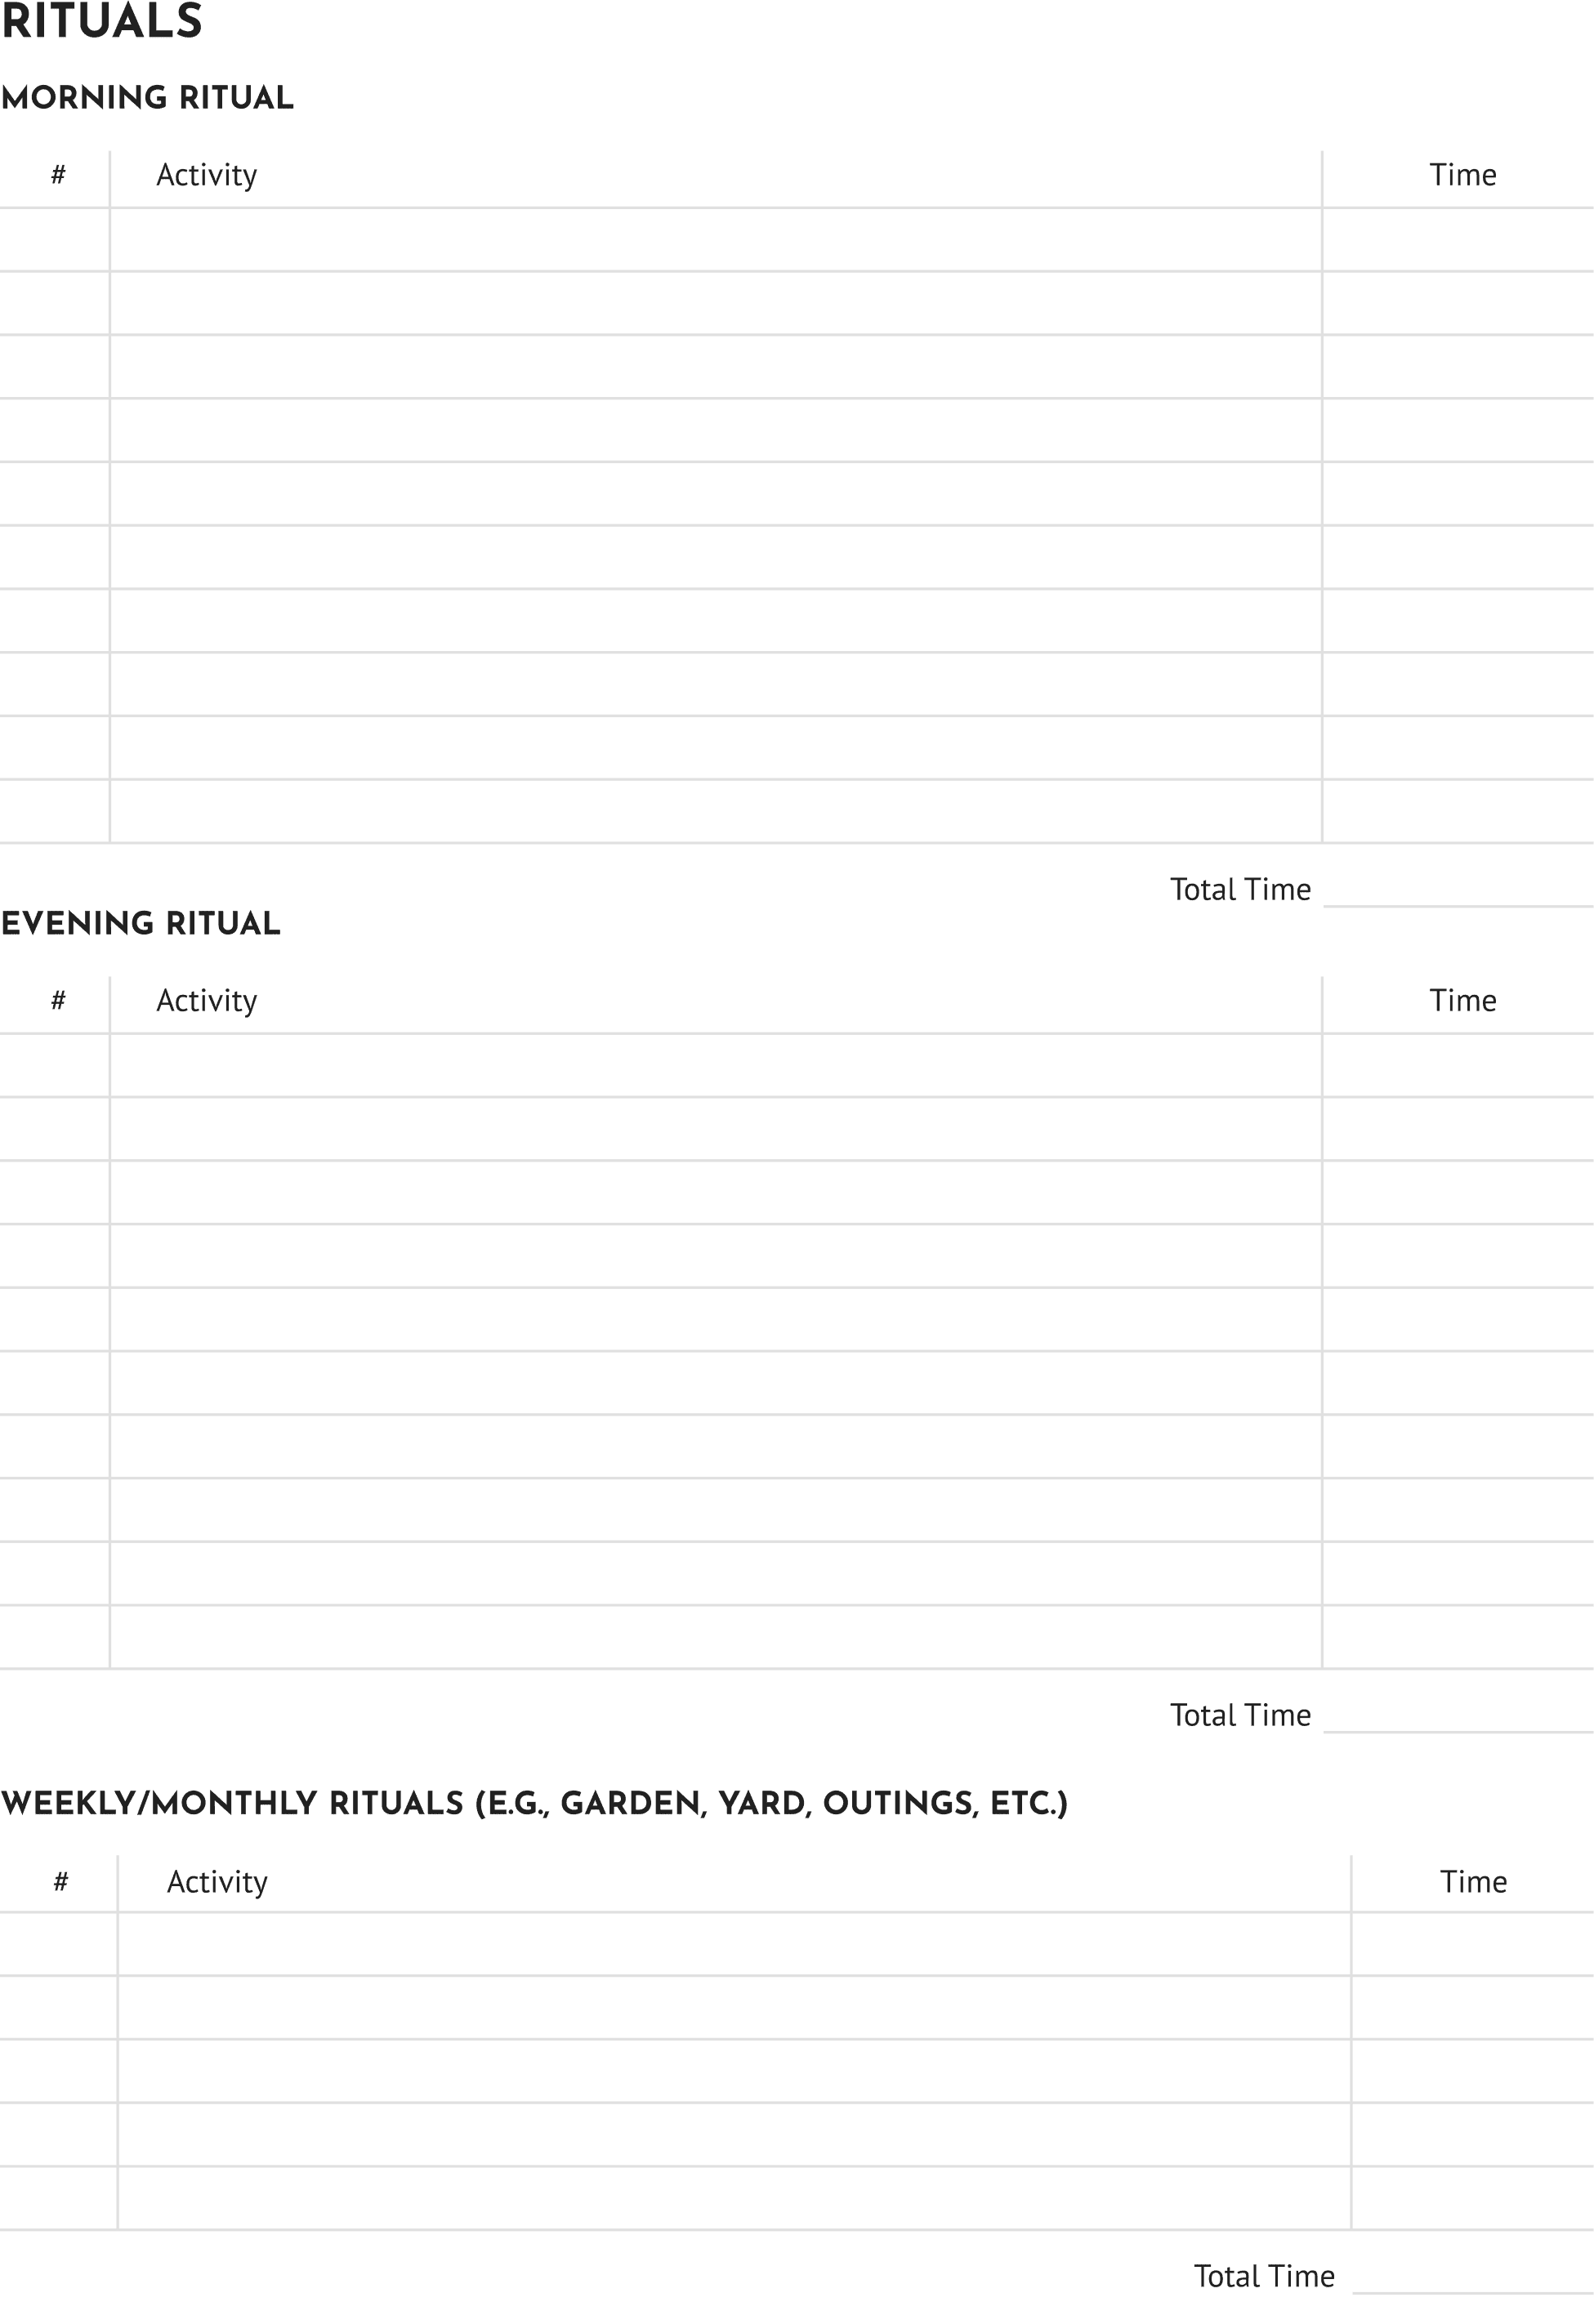 RITUALS
MORNING RITUAL
# Activity Time
Total Time
EVENING RITUAL
# Activity Time
Total Time
WEEKLY/MONTHLY RITUALS (E.G., GARDEN, YARD, OUTINGS, ETC.)
# Activity Time
Total Time